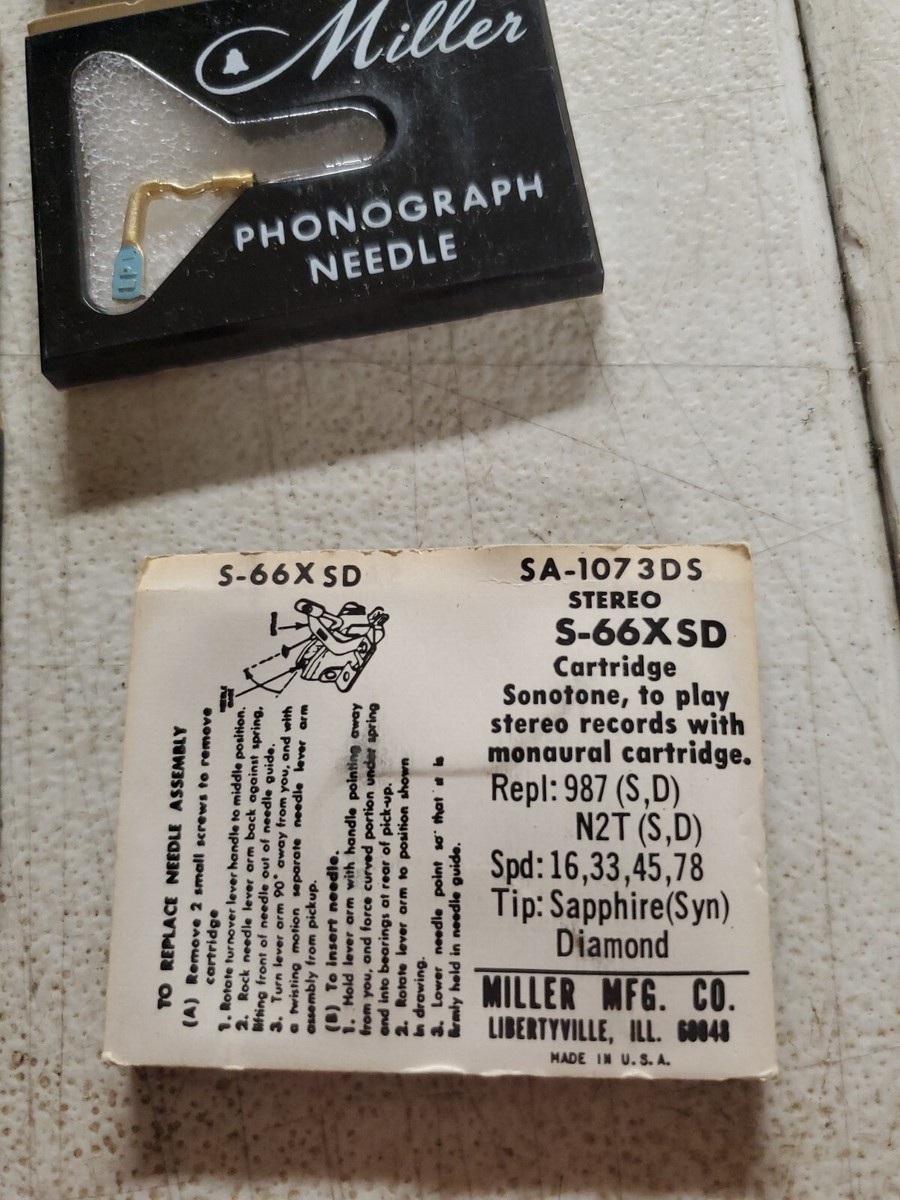 Miller
PHONOGRAPH
NEEDLE
LP
S-66X SD
TO REPLACE NEEDLE ASSEMBLY
(A) Remove 2 small screws to remove
cartridge
1. Rotate turnover lever handle to middle position.
2. Rock needle lever arm back against spring,
lifting front of needle out of needle guide.
3. Turn lever arm 90° away from you, and with
a twisting motion separate needle lever arm
assembly from pickup.
(B) To insert needle.
1. Hold lever arm with handle pointing away
from you, and force curved portion under spring
and into bearings at rear of pick-up.
2. Rotate lever arm to position shown
in drawing.
3. Lower needle point so that it is
firmly held in needle guide.
SA-1073DS
STEREO
S-66XSD
Cartridge
Sonotone, to play
stereo records with
monaural cartridge.
Repl: 987 (S,D)
N2T (S,D)
Spd: 16,33,45,78
Tip: Sapphire(Syn)
Diamond
MILLER MFG. CO.
LIBERTYVILLE, ILL. 60048
MADE IN U.S.A.